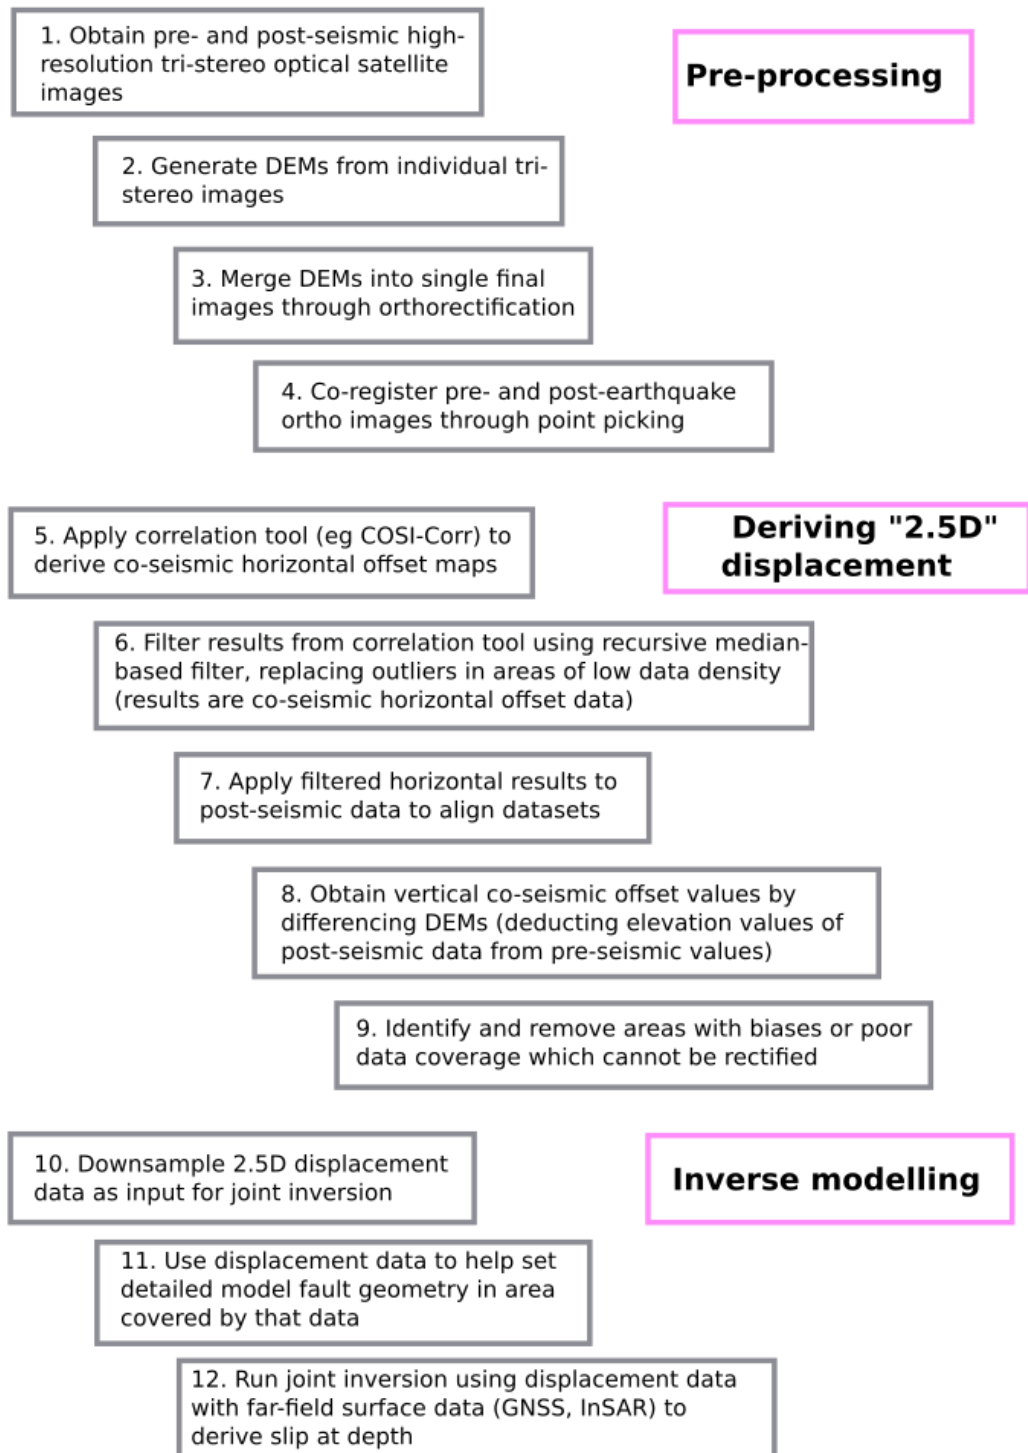 1. Obtain pre- and post-seismic high-
resolution tri-stereo optical satellite
images
Pre-processing
2. Generate DEMs from individual tri-
stereo images
3. Merge DEMs into single final
images through orthorectification
4. Co-register pre- and post-earthquake
ortho images through point picking
5. Apply correlation tool (eg COSI-Corr) to
derive co-seismic horizontal offset maps
Deriving "2.5D"
displacement
6. Filter results from correlation tool using recursive median-
based filter, replacing outliers in areas of low data density
(results are co-seismic horizontal offset data)
7. Apply filtered horizontal results to
post-seismic data to align datasets
8. Obtain vertical co-seismic offset values by
differencing DEMs (deducting elevation values of
post-seismic data from pre-seismic values)
9. Identify and remove areas with biases or poor
data coverage which cannot be rectified
10. Downsample 2.5D displacement
data as input for joint inversion
Inverse modelling
11. Use displacement data to help set
detailed model fault geometry in area
covered by that data
12. Run joint inversion using displacement data
with far-field surface data (GNSS, InSAR) to
derive slip at depth